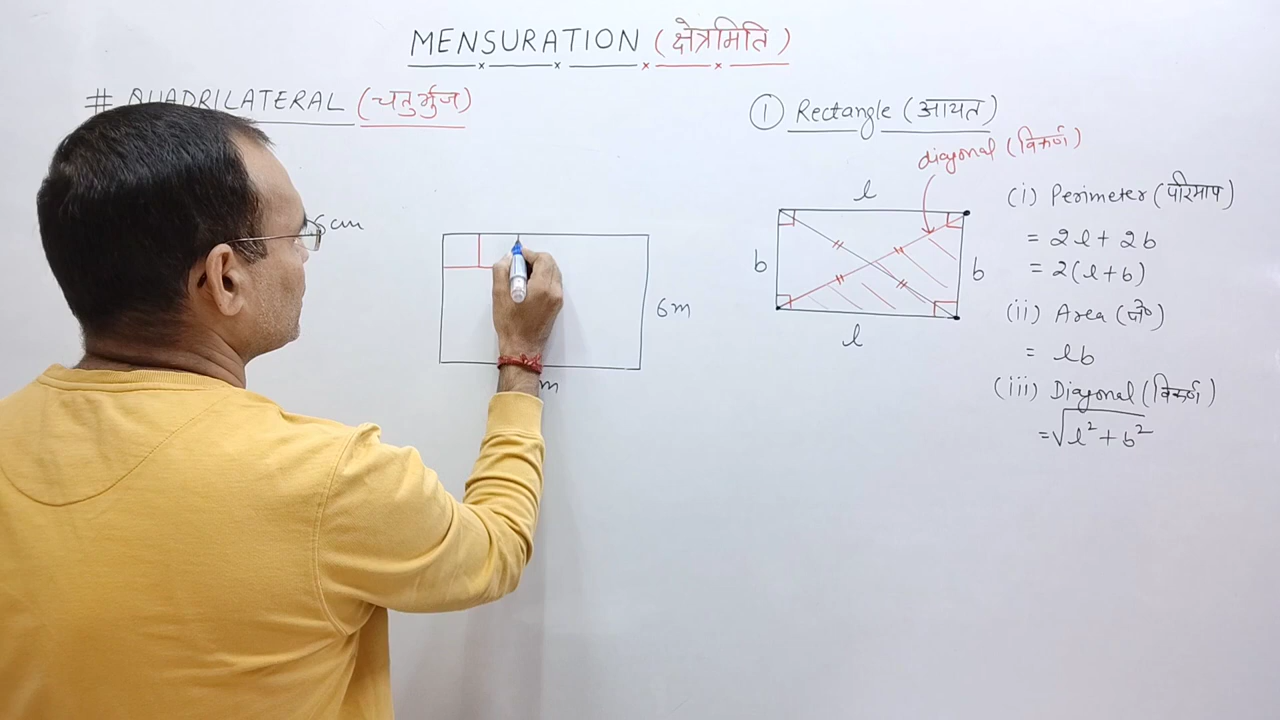 MENSURATION (क्षेत्रमिति)
# QUADRILATERAL (चतुर्भुज)
① Rectangle (आयत)
diagonal (विकर्ण)
l
b
b
l
(i) Perimeter (परिमाप)
= 2l + 2b
= 2(l+b)
(ii) Area (क्षे०)
= lb
(iii) Diagonal (विकर्ण)
= √l² + b²
cm
6m
m